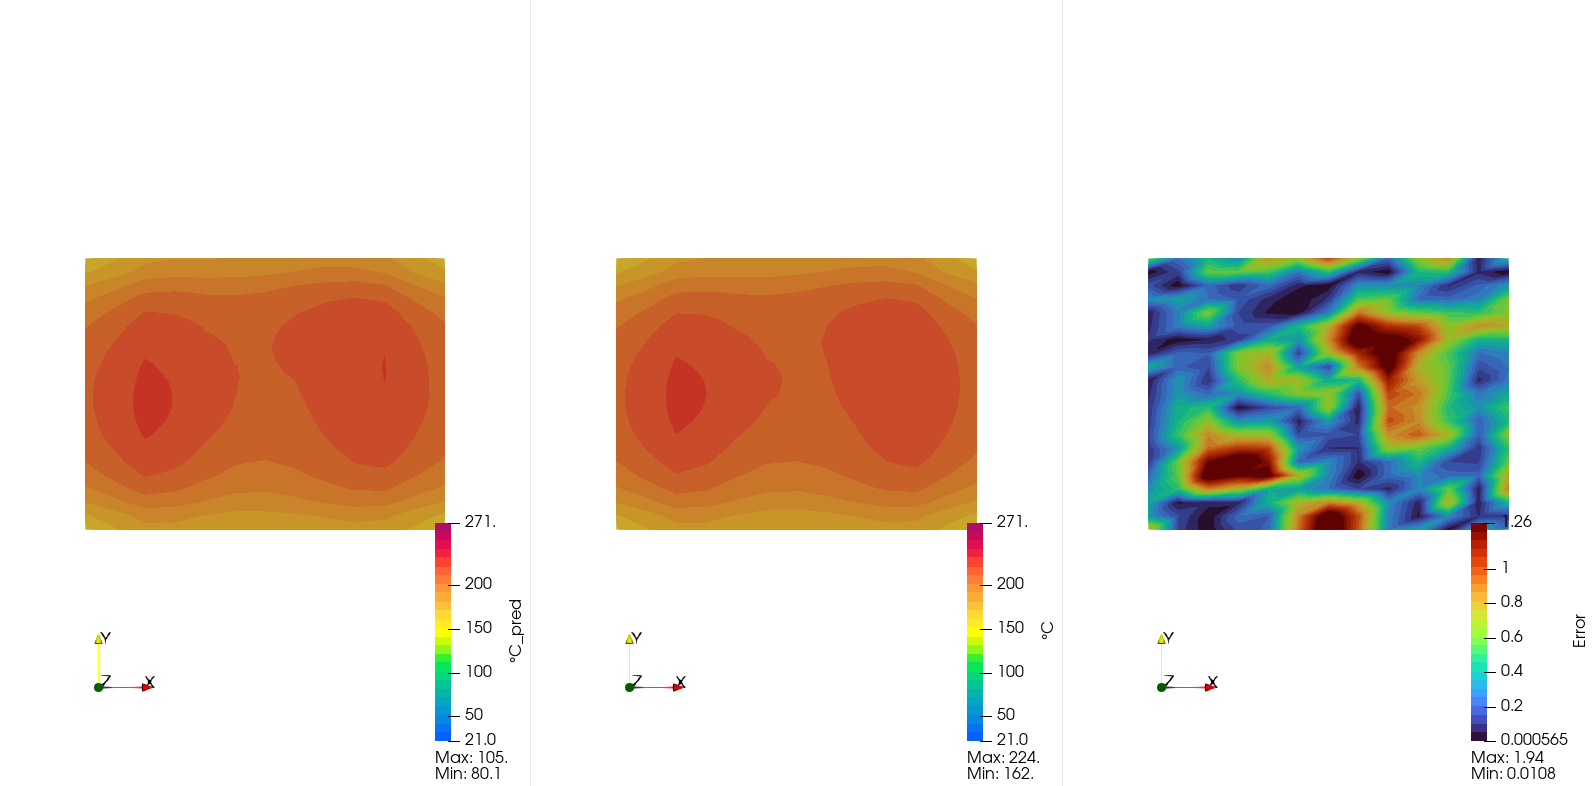 271.
200
150
100
50
21.0
°C_pred
Max: 105.
Min: 80.1
Y
Z
X
271.
200
150
100
50
21.0
°C
Max: 224.
Min: 162.
Y
Z
X
1.26
1
0.8
0.6
0.4
0.2
0.000565
Error
Max: 1.94
Min: 0.0108
Y
Z
X